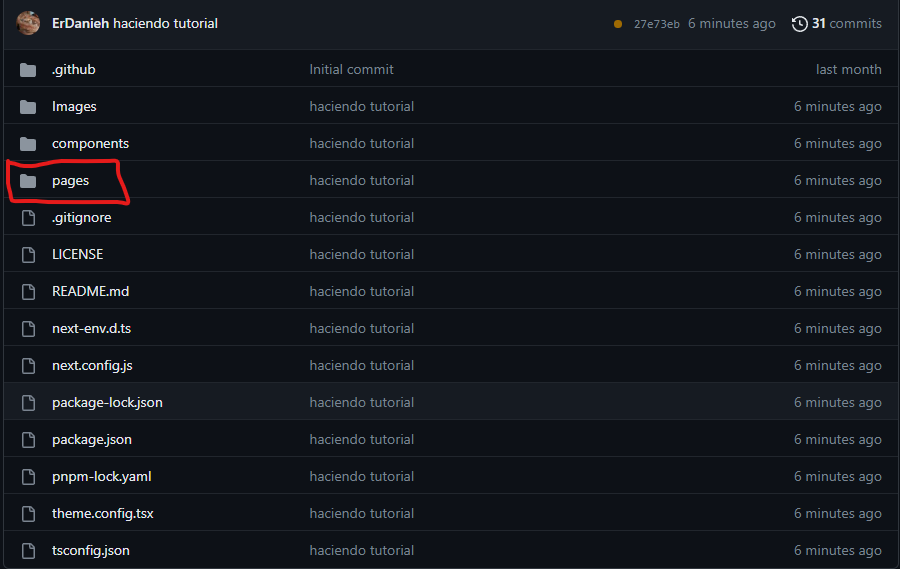 ErDanieh haciendo tutorial 27e73eb 6 minutes ago 31 commits
.github Initial commit last month
Images haciendo tutorial 6 minutes ago
components haciendo tutorial 6 minutes ago
pages haciendo tutorial 6 minutes ago
.gitignore haciendo tutorial 6 minutes ago
LICENSE haciendo tutorial 6 minutes ago
README.md haciendo tutorial 6 minutes ago
next-env.d.ts haciendo tutorial 6 minutes ago
next.config.js haciendo tutorial 6 minutes ago
package-lock.json haciendo tutorial 6 minutes ago
package.json haciendo tutorial 6 minutes ago
pnpm-lock.yaml haciendo tutorial 6 minutes ago
theme.config.tsx haciendo tutorial 6 minutes ago
tsconfig.json haciendo tutorial 6 minutes ago